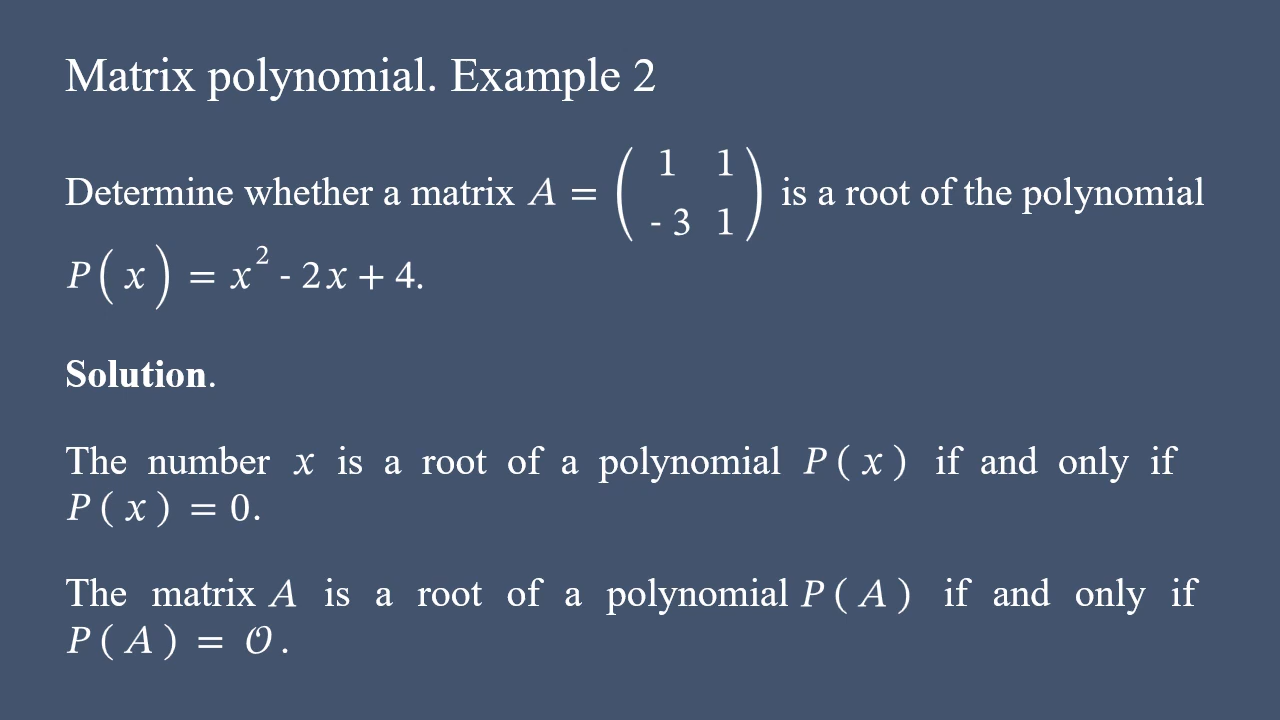 Matrix polynomial. Example 2
Determine whether a matrix A = ( 1 1 ; - 3 1 ) is a root of the polynomial
P( x ) = x² - 2x + 4.
Solution.
The number x is a root of a polynomial P ( x ) if and only if
P ( x ) = 0.
The matrix A is a root of a polynomial P ( A ) if and only if
P ( A ) = 𝒪 .